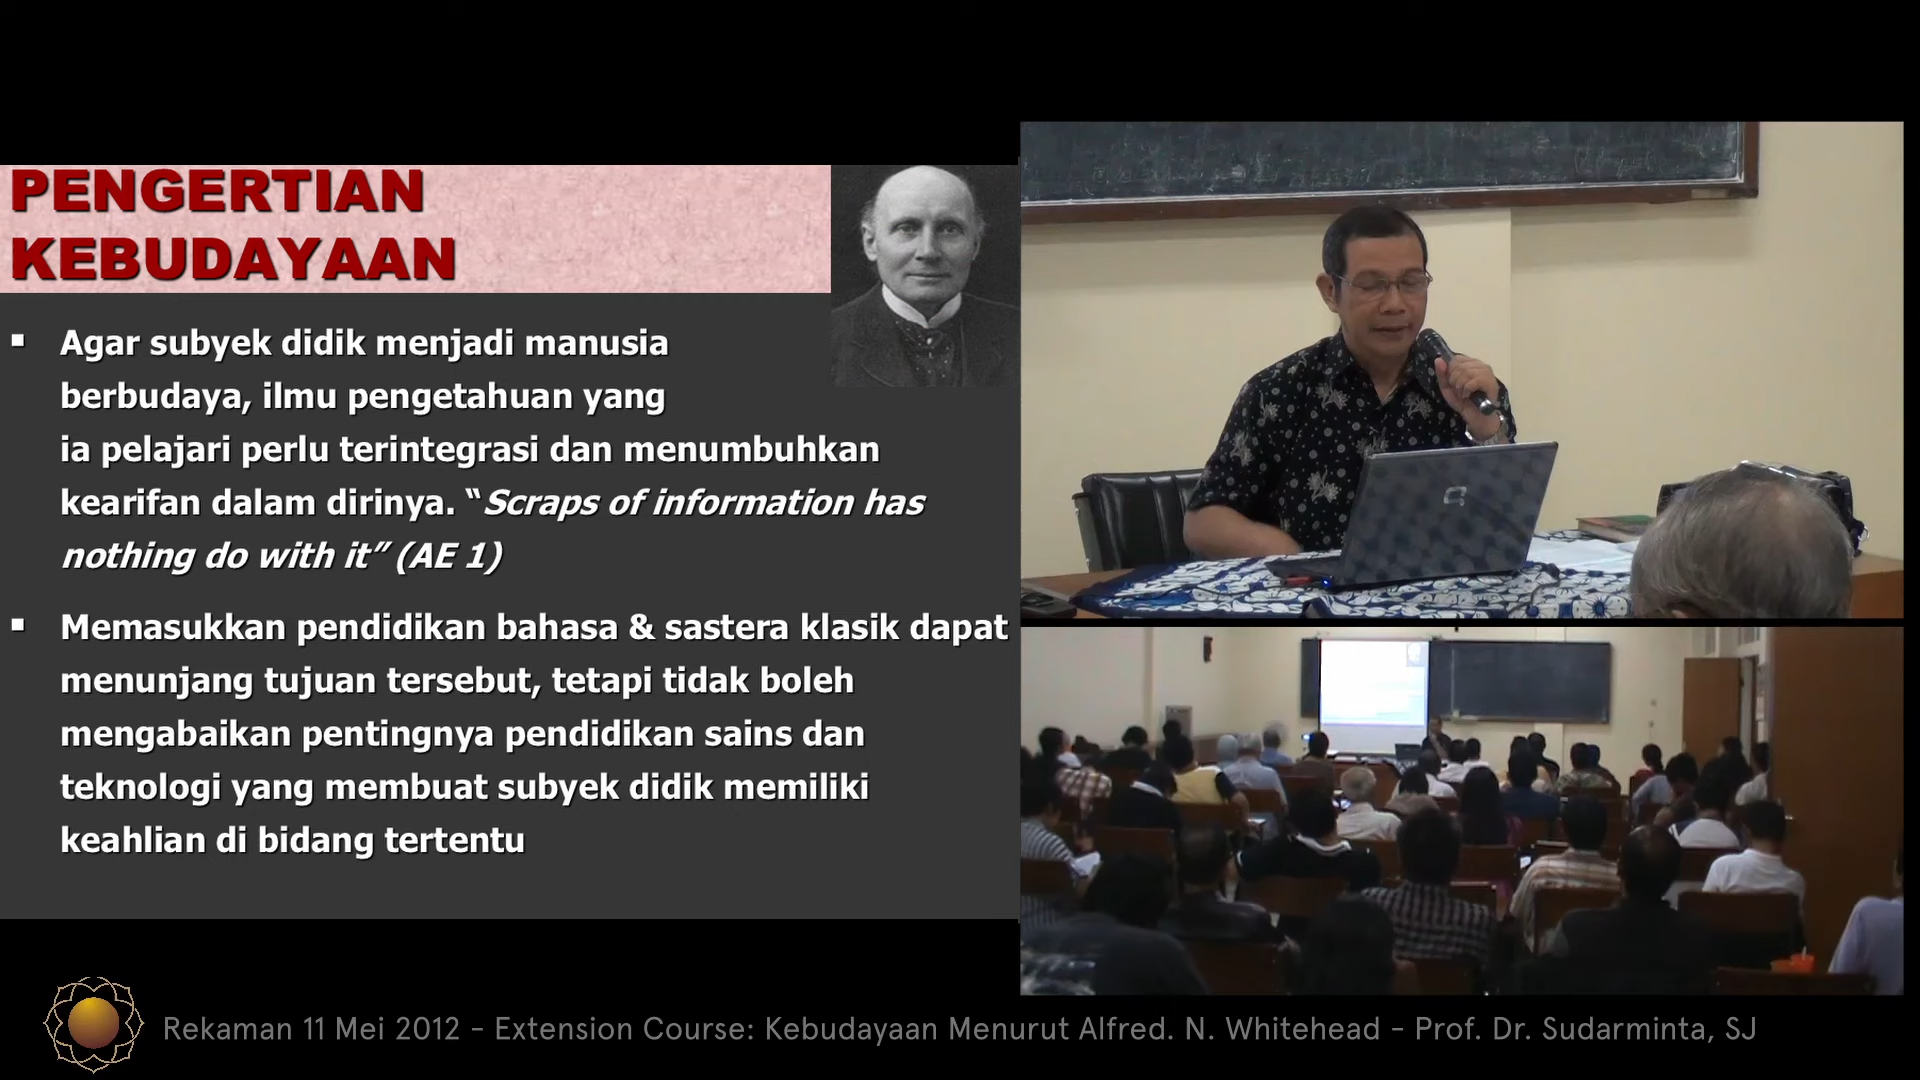 PENGERTIAN
KEBUDAYAAN
▪ Agar subyek didik menjadi manusia
berbudaya, ilmu pengetahuan yang
ia pelajari perlu terintegrasi dan menumbuhkan
kearifan dalam dirinya. “Scraps of information has
nothing do with it” (AE 1)
▪ Memasukkan pendidikan bahasa & sastera klasik dapat
menunjang tujuan tersebut, tetapi tidak boleh
mengabaikan pentingnya pendidikan sains dan
teknologi yang membuat subyek didik memiliki
keahlian di bidang tertentu
Rekaman 11 Mei 2012 - Extension Course: Kebudayaan Menurut Alfred. N. Whitehead - Prof. Dr. Sudarminta, SJ